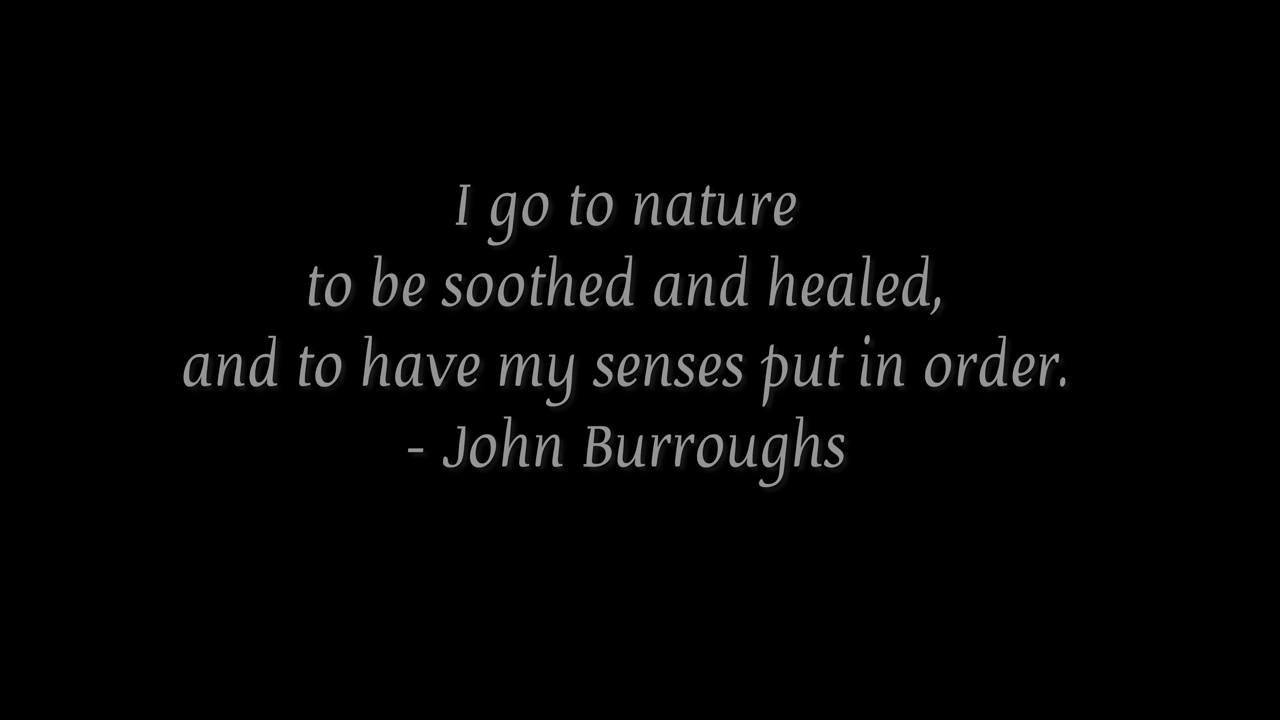 I go to nature
to be soothed and healed,
and to have my senses put in order.
- John Burroughs